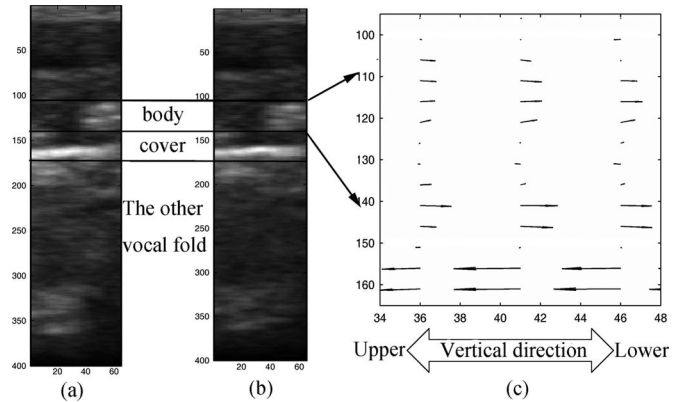 50
100
150
200
250
300
350
400
20 40 60
(a)
body
cover
The other
vocal fold
0
50
100
150
200
250
300
350
400
20 40 60
(b)
100
110
120
130
140
150
160
34 36 38 40 42 44 46 48
Upper Vertical direction Lower
(c)